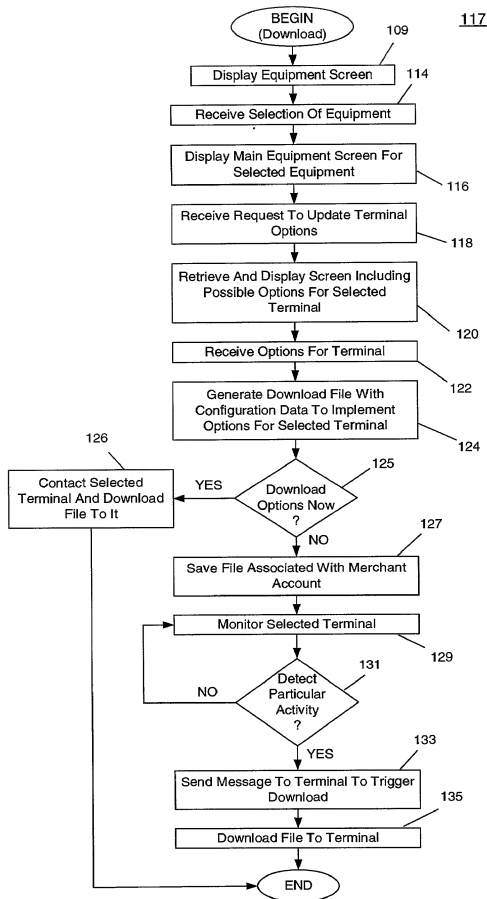 BEGIN
(Download)
117
109
Display Equipment Screen
114
Receive Selection Of Equipment
Display Main Equipment Screen For
Selected Equipment
116
Receive Request To Update Terminal
Options
118
Retrieve And Display Screen Including
Possible Options For Selected
Terminal
120
Receive Options For Terminal
122
Generate Download File With
Configuration Data To Implement
Options For Selected Terminal
124
126
125
Contact Selected
Terminal And Download
File To It
YES
Download
Options Now
?
NO
127
Save File Associated With Merchant
Account
Monitor Selected Terminal
129
131
Detect
Particular
Activity
?
NO
YES
133
Send Message To Terminal To Trigger
Download
135
Download File To Terminal
END